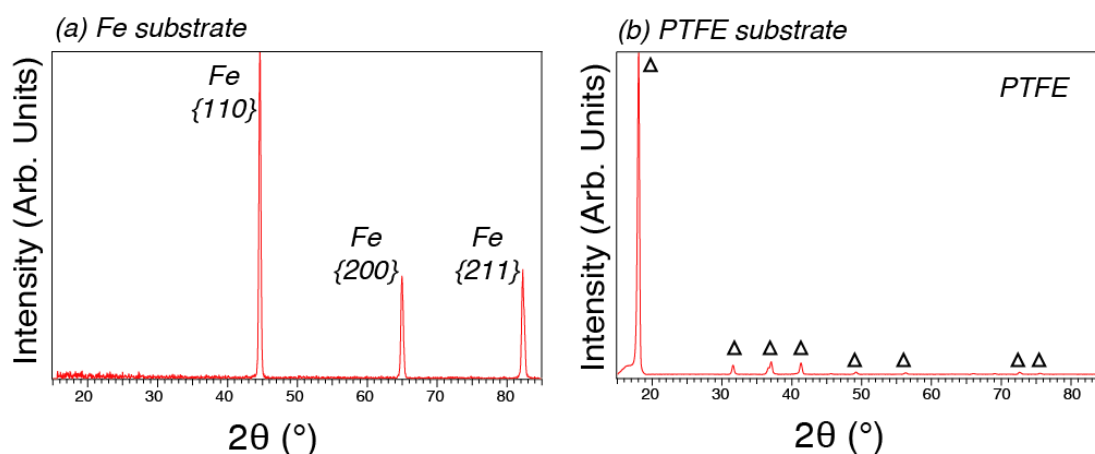 (a) Fe substrate
Intensity (Arb. Units)
Fe
{110}
Fe
{200}
Fe
{211}
20 30 40 50 60 70 80
2θ (°)
(b) PTFE substrate
Intensity (Arb. Units)
PTFE
20 30 40 50 60 70 80
2θ (°)